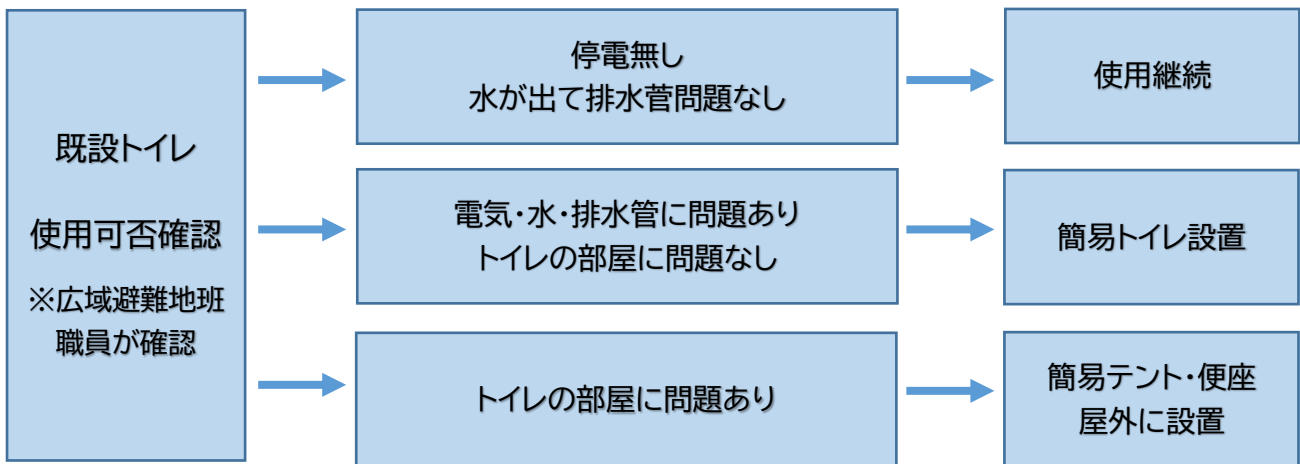 既設トイレ
使用可否確認
※広域避難地班
職員が確認
停電無し
水が出て排水菅問題なし
使用継続
電気・水・排水管に問題あり
トイレの部屋に問題なし
簡易トイレ設置
トイレの部屋に問題あり
簡易テント・便座
屋外に設置